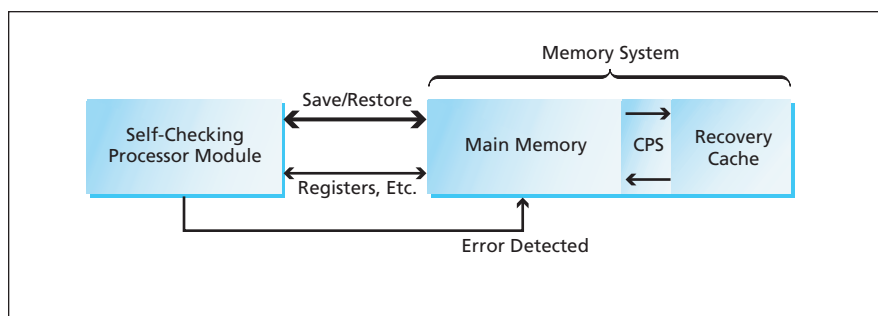 Memory System
Save/Restore
Self-Checking
Processor Module
Main Memory
CPS
Recovery
Cache
Registers, Etc.
Error Detected